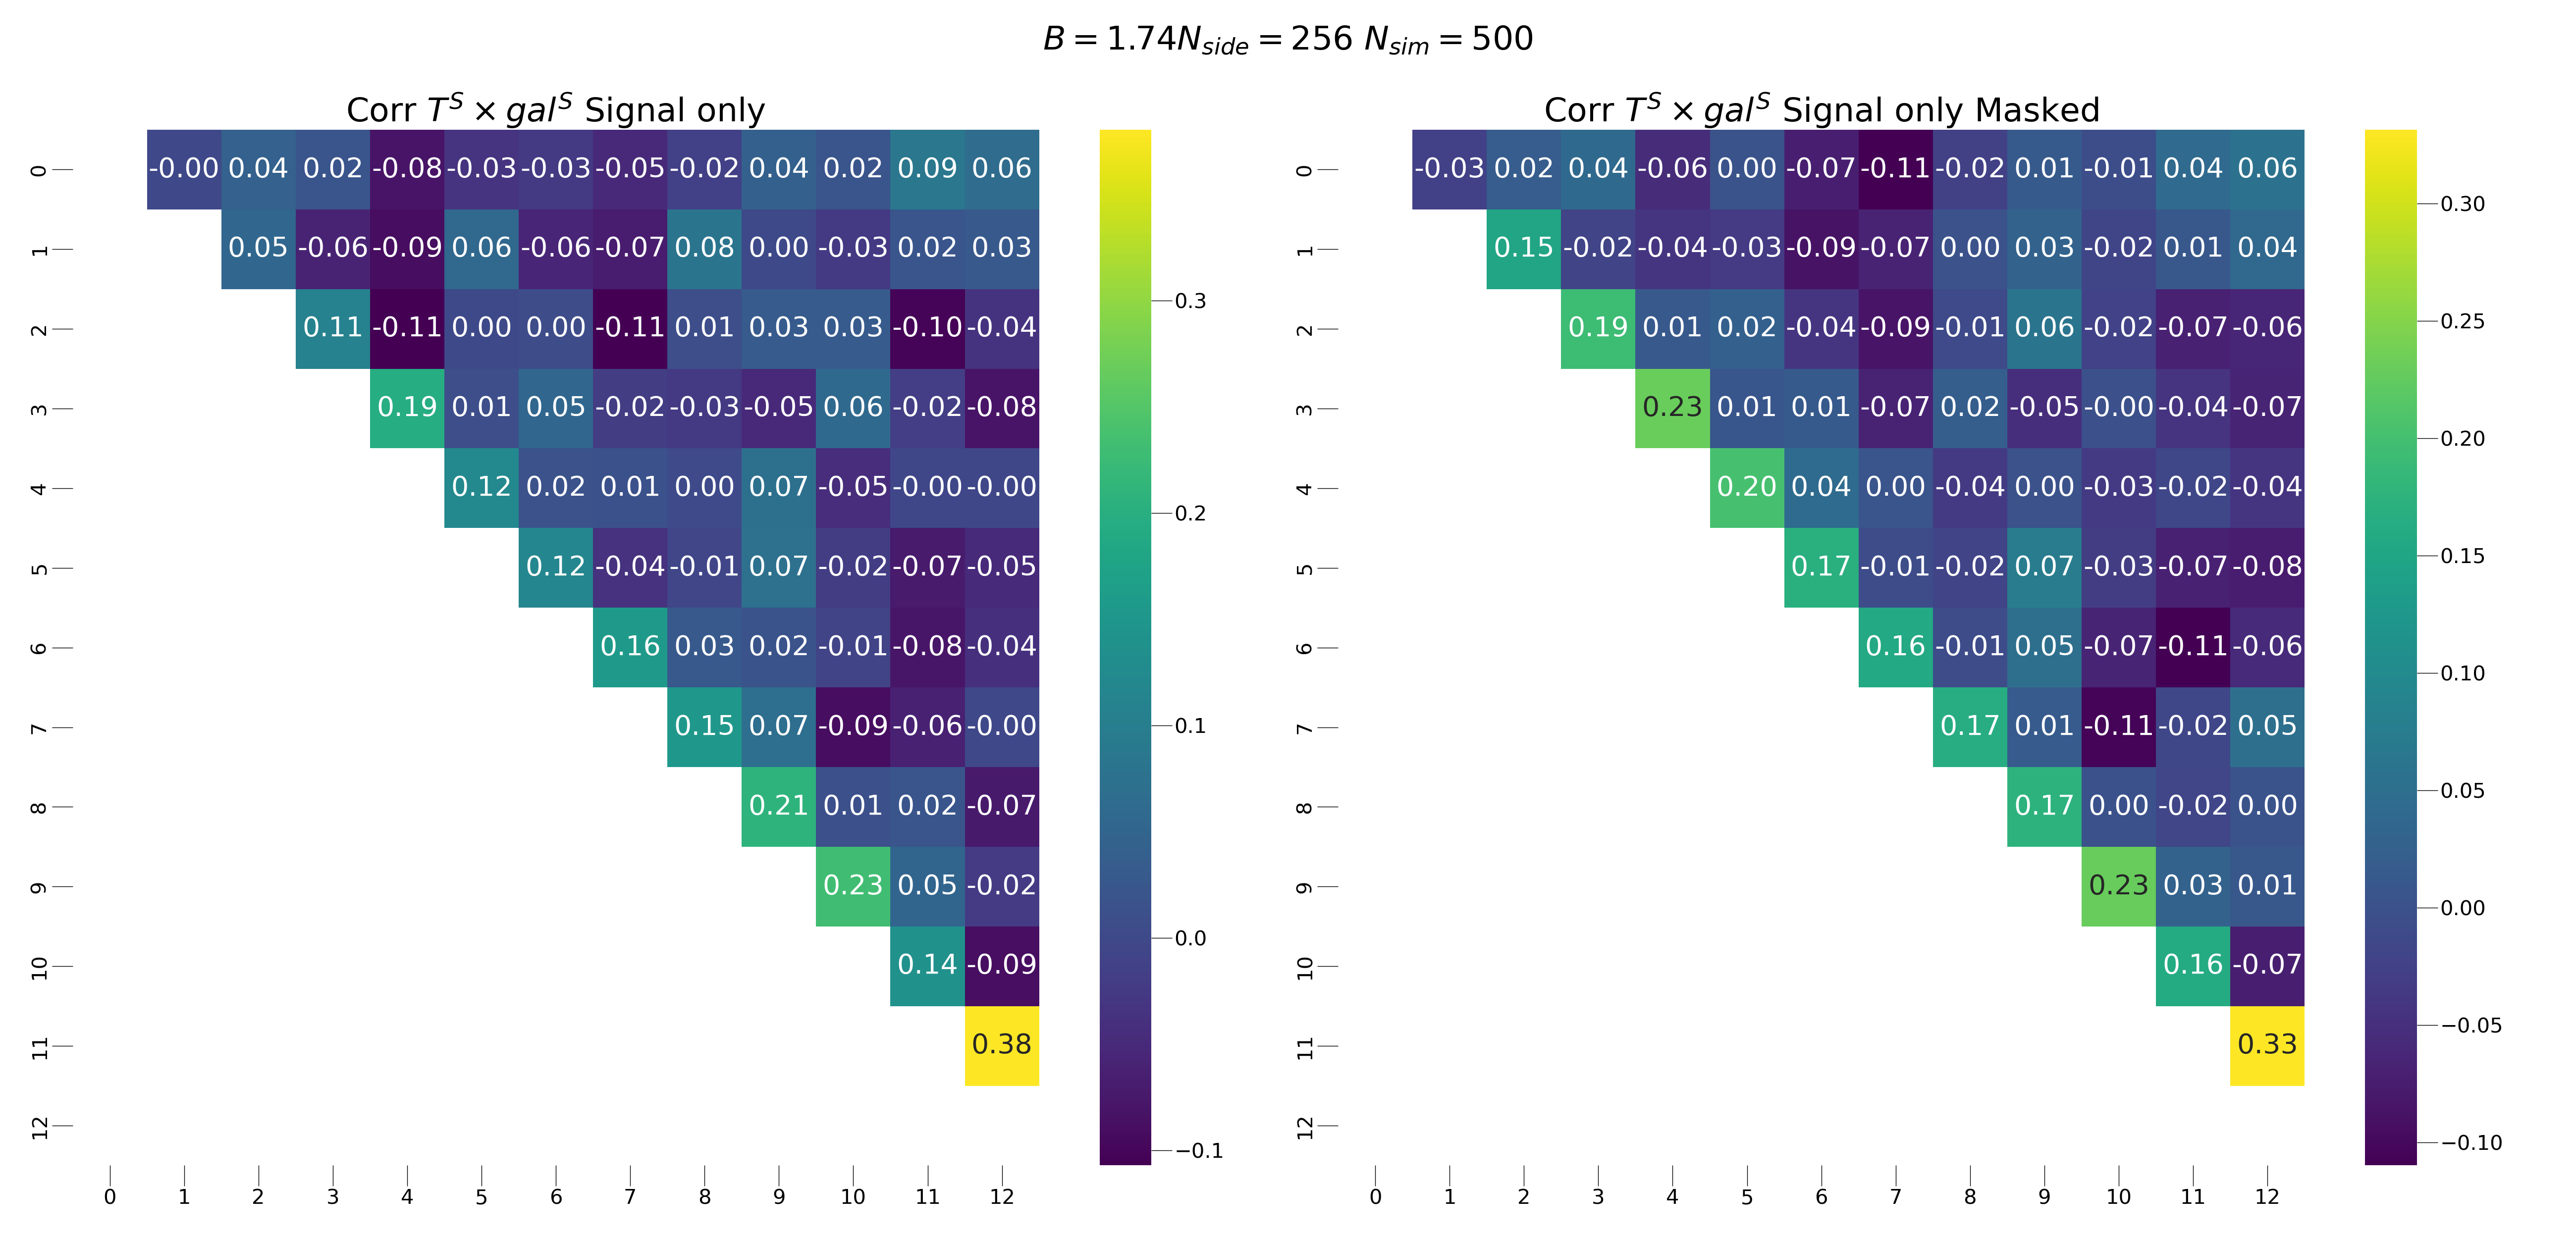 B = 1.74N_side = 256 N_sim = 500
Corr T^S × gal^S Signal only
0 -0.00 0.04 0.02 -0.08 -0.03 -0.03 -0.05 -0.02 0.04 0.02 0.09 0.06
1 0.05 -0.06 -0.09 0.06 -0.06 -0.07 0.08 0.00 -0.03 0.02 0.03
2 0.11 -0.11 0.00 0.00 -0.11 0.01 0.03 0.03 -0.10 -0.04
3 0.19 0.01 0.05 -0.02 -0.03 -0.05 0.06 -0.02 -0.08
4 0.12 0.02 0.01 0.00 0.07 -0.05 -0.00 -0.00
5 0.12 -0.04 -0.01 0.07 -0.02 -0.07 -0.05
6 0.16 0.03 0.02 -0.01 -0.08 -0.04
7 0.15 0.07 -0.09 -0.06 -0.00
8 0.21 0.01 0.02 -0.07
9 0.23 0.05 -0.02
10 0.14 -0.09
11 0.38
12
0 1 2 3 4 5 6 7 8 9 10 11 12
0.3
0.2
0.1
0.0
−0.1
Corr T^S × gal^S Signal only Masked
0 -0.03 0.02 0.04 -0.06 0.00 -0.07 -0.11 -0.02 0.01 -0.01 0.04 0.06
1 0.15 -0.02 -0.04 -0.03 -0.09 -0.07 0.00 0.03 -0.02 0.01 0.04
2 0.19 0.01 0.02 -0.04 -0.09 -0.01 0.06 -0.02 -0.07 -0.06
3 0.23 0.01 0.01 -0.07 0.02 -0.05 -0.00 -0.04 -0.07
4 0.20 0.04 0.00 -0.04 0.00 -0.03 -0.02 -0.04
5 0.17 -0.01 -0.02 0.07 -0.03 -0.07 -0.08
6 0.16 -0.01 0.05 -0.07 -0.11 -0.06
7 0.17 0.01 -0.11 -0.02 0.05
8 0.17 0.00 -0.02 0.00
9 0.23 0.03 0.01
10 0.16 -0.07
11 0.33
12
0 1 2 3 4 5 6 7 8 9 10 11 12
0.30
0.25
0.20
0.15
0.10
0.05
0.00
−0.05
−0.10